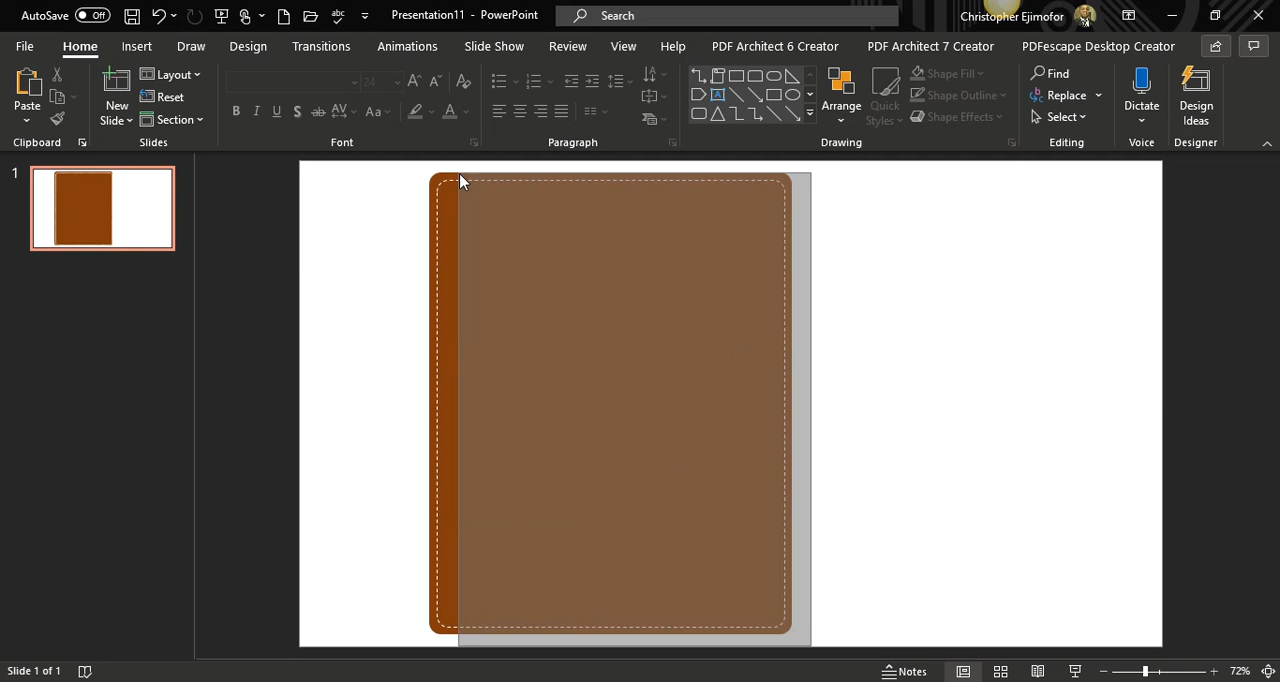 AutoSave Off Presentation11 - PowerPoint Search Christopher Ejimofor
File Home Insert Draw Design Transitions Animations Slide Show Review View Help PDF Architect 6 Creator PDF Architect 7 Creator PDFescape Desktop Creator
Paste New Slide Layout Reset Section 24 Arrange Quick Styles Shape Fill Shape Outline Shape Effects Find Replace Select Dictate Design Ideas
Clipboard Slides Font Paragraph Drawing Editing Voice Designer
1
Slide 1 of 1 Notes 72%